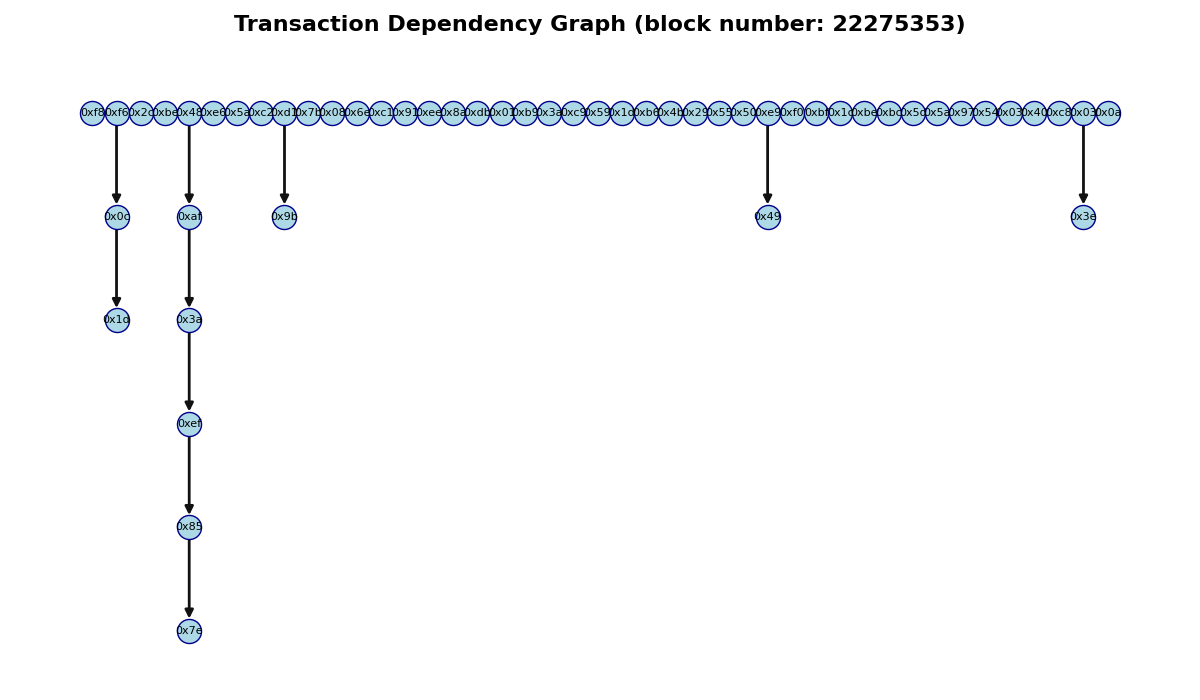 Transaction Dependency Graph (block number: 22275353)
0xf8 0xf6 0x2c 0xbe 0x48 0xe6 0x5a 0xc2 0xd1 0x7b 0x08 0x6e 0xc1 0x91 0xee 0x8a 0xdb 0x01 0xb9 0x3a 0xc9 0x59 0x1d 0xb6 0x4b 0x29 0x55 0x50 0xe9 0xf0 0xbf 0x1c 0xbe 0xbc 0x5d 0x5a 0x97 0x54 0x03 0x40 0xc8 0x03 0x0a
0x0c 0xaf 0x9b 0x49 0x3e
0x1d 0x3a
0xef
0x85
0x7e